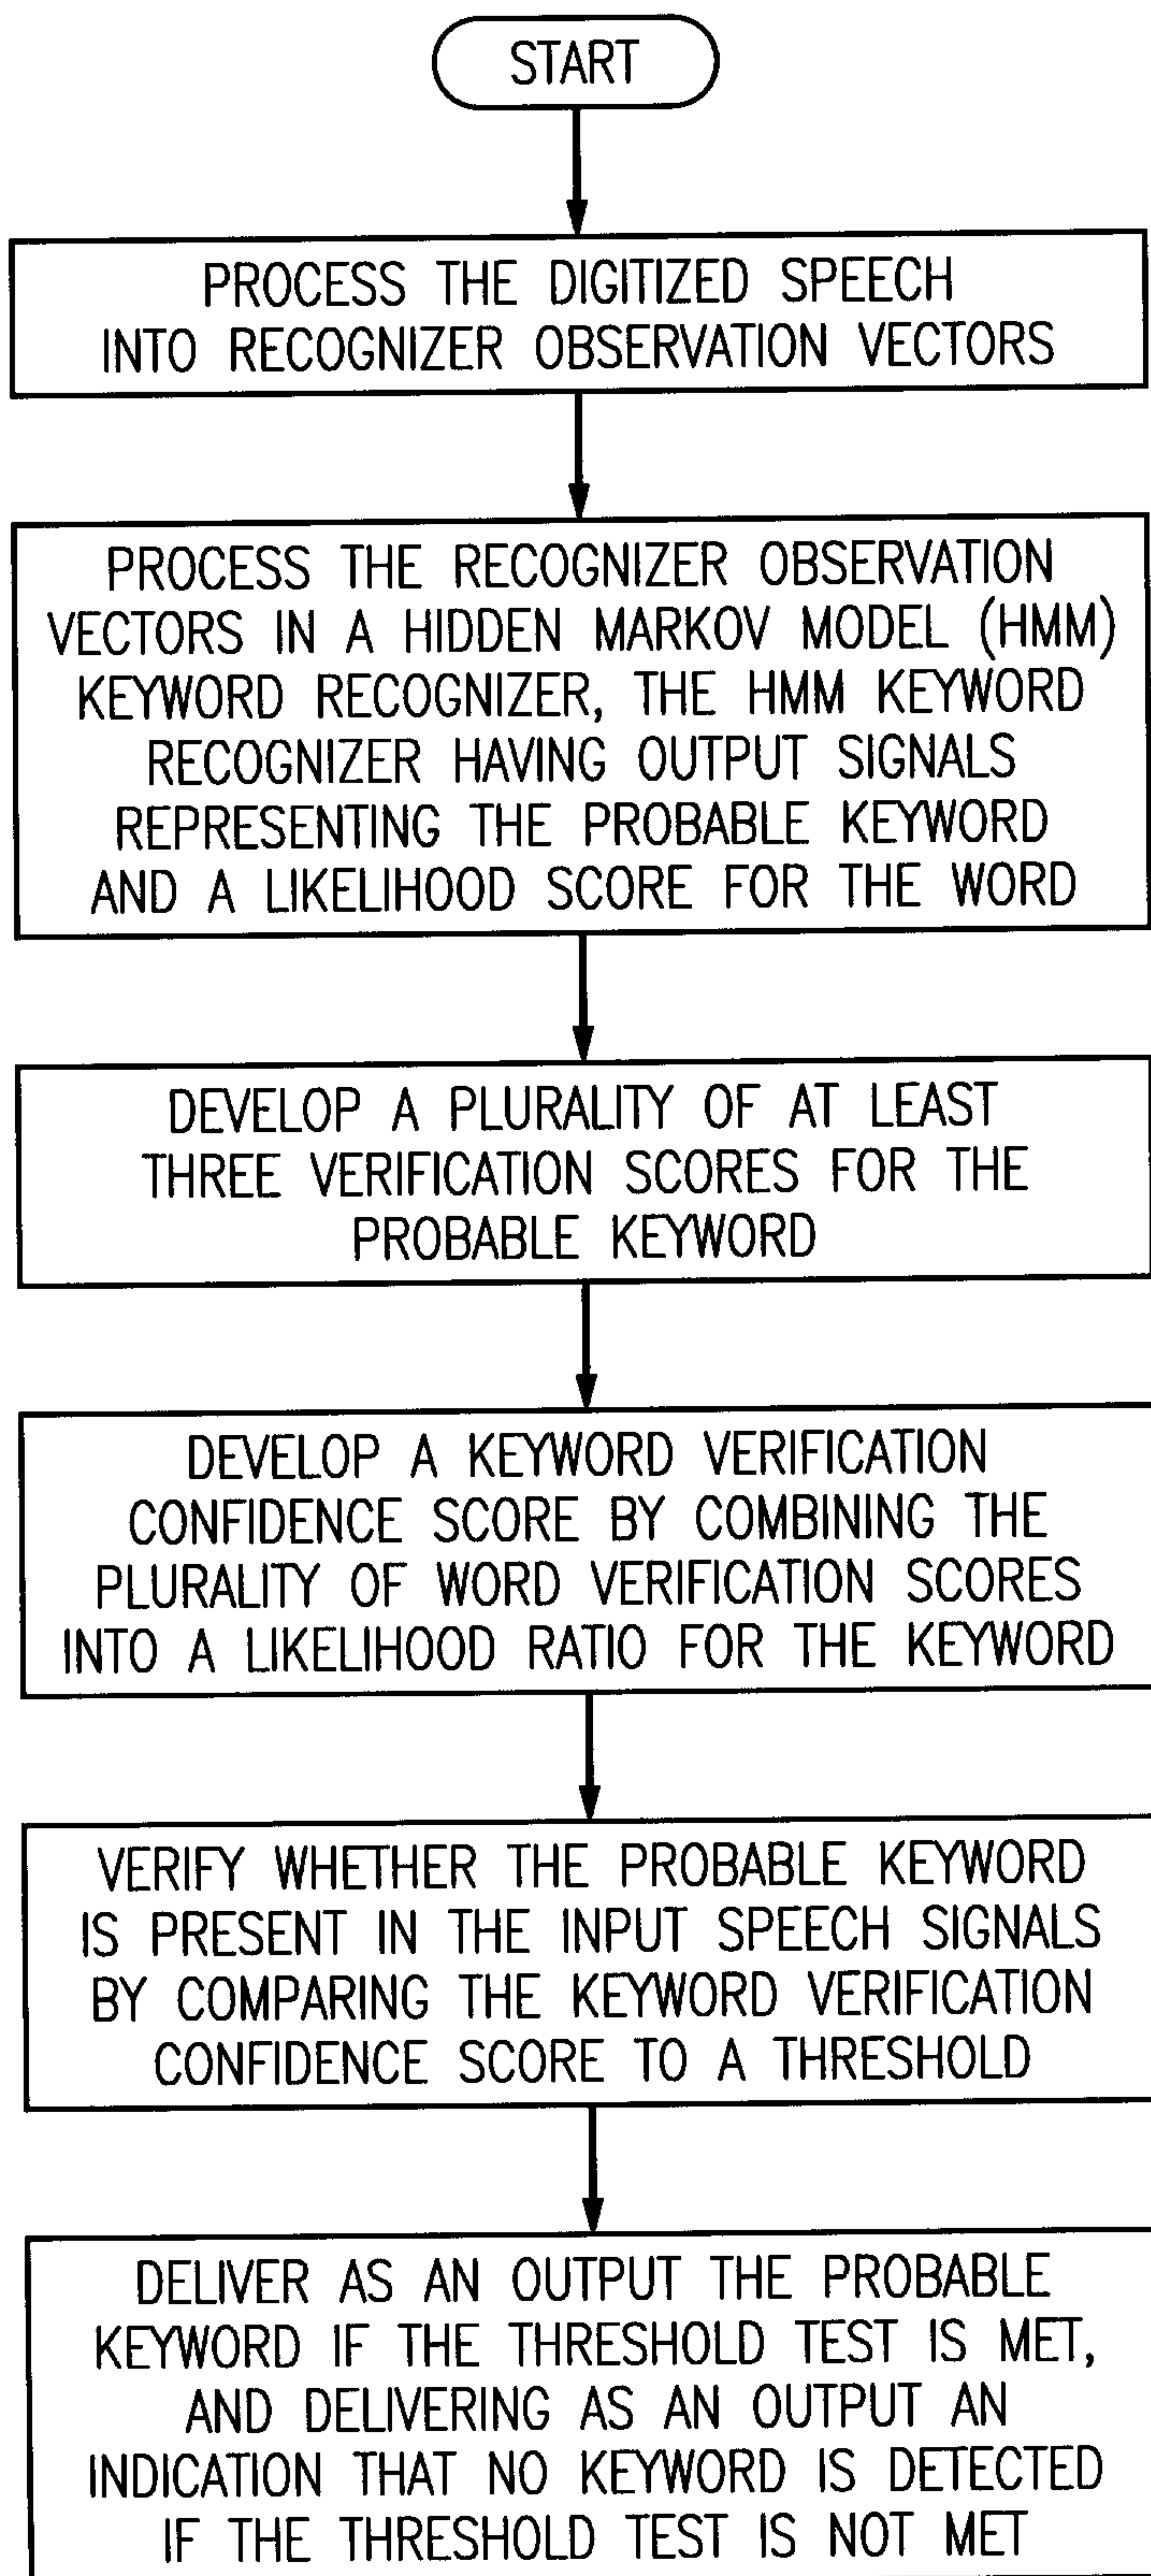 START
PROCESS THE DIGITIZED SPEECH
INTO RECOGNIZER OBSERVATION VECTORS
PROCESS THE RECOGNIZER OBSERVATION
VECTORS IN A HIDDEN MARKOV MODEL (HMM)
KEYWORD RECOGNIZER, THE HMM KEYWORD
RECOGNIZER HAVING OUTPUT SIGNALS
REPRESENTING THE PROBABLE KEYWORD
AND A LIKELIHOOD SCORE FOR THE WORD
DEVELOP A PLURALITY OF AT LEAST
THREE VERIFICATION SCORES FOR THE
PROBABLE KEYWORD
DEVELOP A KEYWORD VERIFICATION
CONFIDENCE SCORE BY COMBINING THE
PLURALITY OF WORD VERIFICATION SCORES
INTO A LIKELIHOOD RATIO FOR THE KEYWORD
VERIFY WHETHER THE PROBABLE KEYWORD
IS PRESENT IN THE INPUT SPEECH SIGNALS
BY COMPARING THE KEYWORD VERIFICATION
CONFIDENCE SCORE TO A THRESHOLD
DELIVER AS AN OUTPUT THE PROBABLE
KEYWORD IF THE THRESHOLD TEST IS MET,
AND DELIVERING AS AN OUTPUT AN
INDICATION THAT NO KEYWORD IS DETECTED
IF THE THRESHOLD TEST IS NOT MET